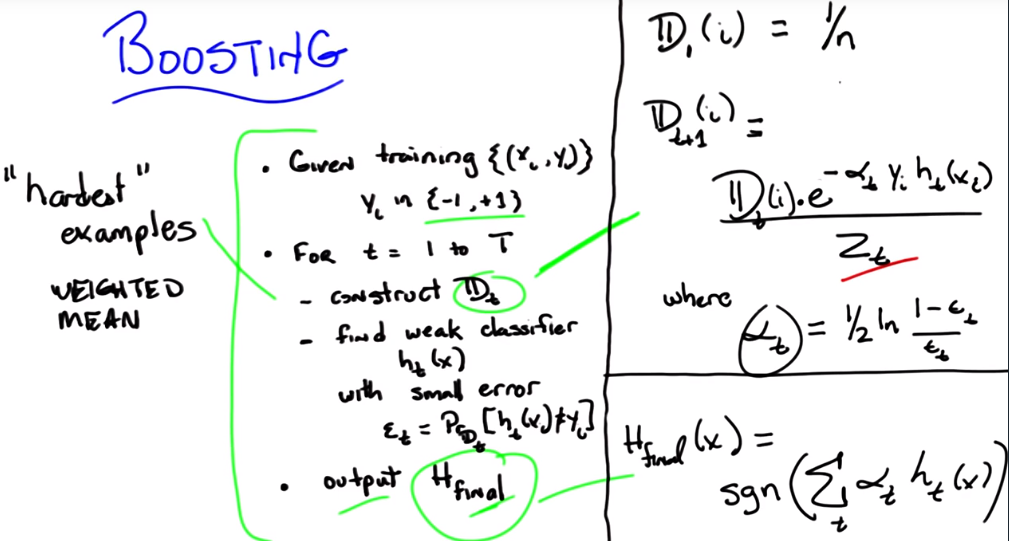 BOOSTING
"hardest"
examples
WEIGHTED
MEAN
• Given training {(xᵢ, yᵢ)}
yᵢ in {-1, +1}
• For t = 1 to T
- construct 𝔻ₜ
- find weak classifier
hₜ(x)
with small error
εₜ = P_𝔻ₜ[hₜ(xᵢ)≠yᵢ]
• output H_final
𝔻₁(i) = 1/n
𝔻ₜ₊₁(i) =
𝔻ₜ(i)·e^(-αₜ yᵢ hₜ(xᵢ))
Zₜ
where
αₜ = 1/2 ln (1-εₜ)/εₜ
H_final(x) =
sgn(∑ₜ αₜ hₜ(x))